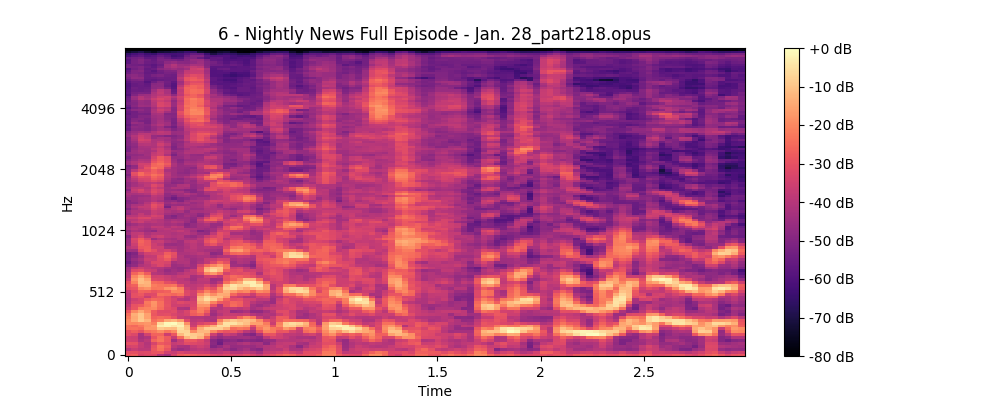 6 - Nightly News Full Episode - Jan. 28_part218.opus
Hz
4096
2048
1024
512
0
0
0.5
1
1.5
2
2.5
Time
+0 dB
-10 dB
-20 dB
-30 dB
-40 dB
-50 dB
-60 dB
-70 dB
-80 dB